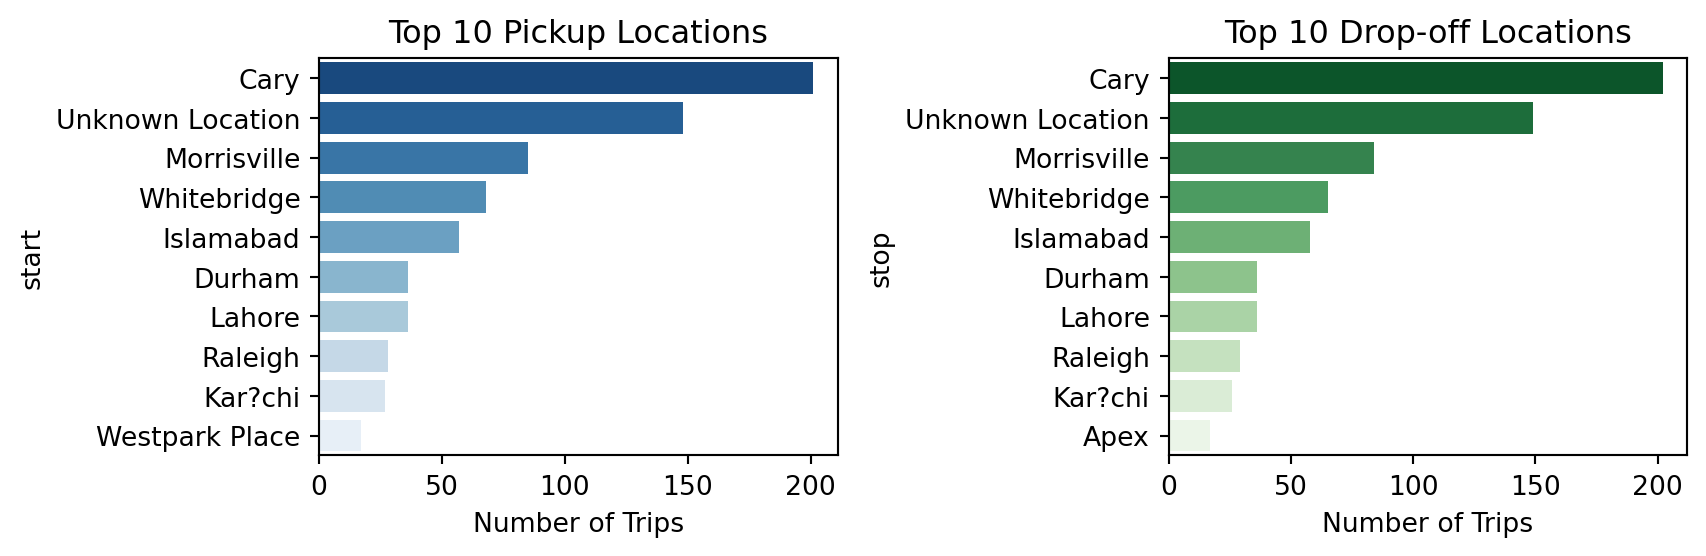 Top 10 Pickup Locations
start
Cary
Unknown Location
Morrisville
Whitebridge
Islamabad
Durham
Lahore
Raleigh
Kar?chi
Westpark Place
0 50 100 150 200
Number of Trips
Top 10 Drop-off Locations
stop
Cary
Unknown Location
Morrisville
Whitebridge
Islamabad
Durham
Lahore
Raleigh
Kar?chi
Apex
0 50 100 150 200
Number of Trips